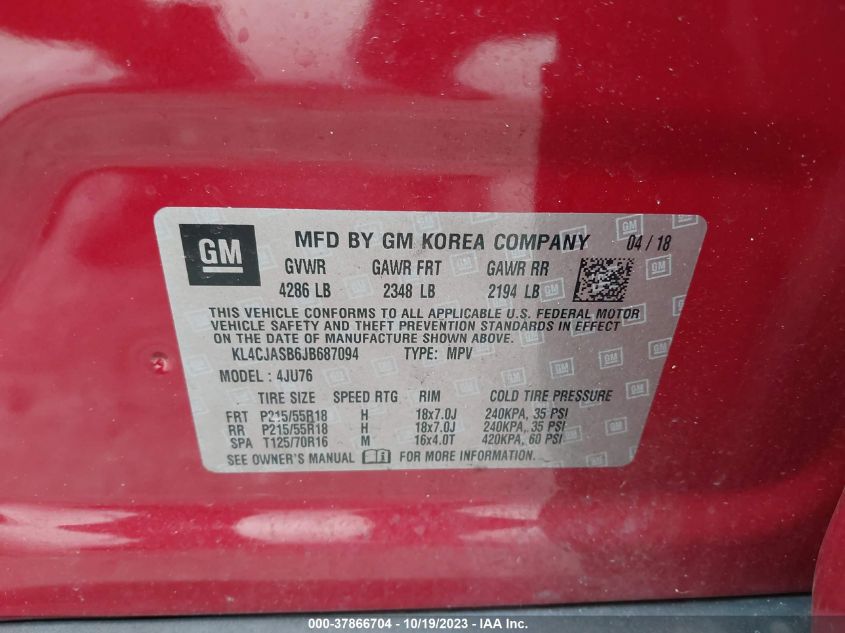 GM MFD BY GM KOREA COMPANY 04/18
GVWR GAWR FRT GAWR RR
4286 LB 2348 LB 2194 LB
THIS VEHICLE CONFORMS TO ALL APPLICABLE U.S. FEDERAL MOTOR
VEHICLE SAFETY AND THEFT PREVENTION STANDARDS IN EFFECT
ON THE DATE OF MANUFACTURE SHOWN ABOVE.
KL4CJASB6JB687094 TYPE: MPV
MODEL: 4JU76
TIRE SIZE SPEED RTG RIM COLD TIRE PRESSURE
FRT P215/55R18 H 18x7.0J 240KPA, 35 PSI
RR P215/55R18 H 18x7.0J 240KPA, 35 PSI
SPA T125/70R16 M 16x4.0T 420KPA, 60 PSI
SEE OWNER'S MANUAL FOR MORE INFORMATION.
000-37866704 - 10/19/2023 - IAA Inc.